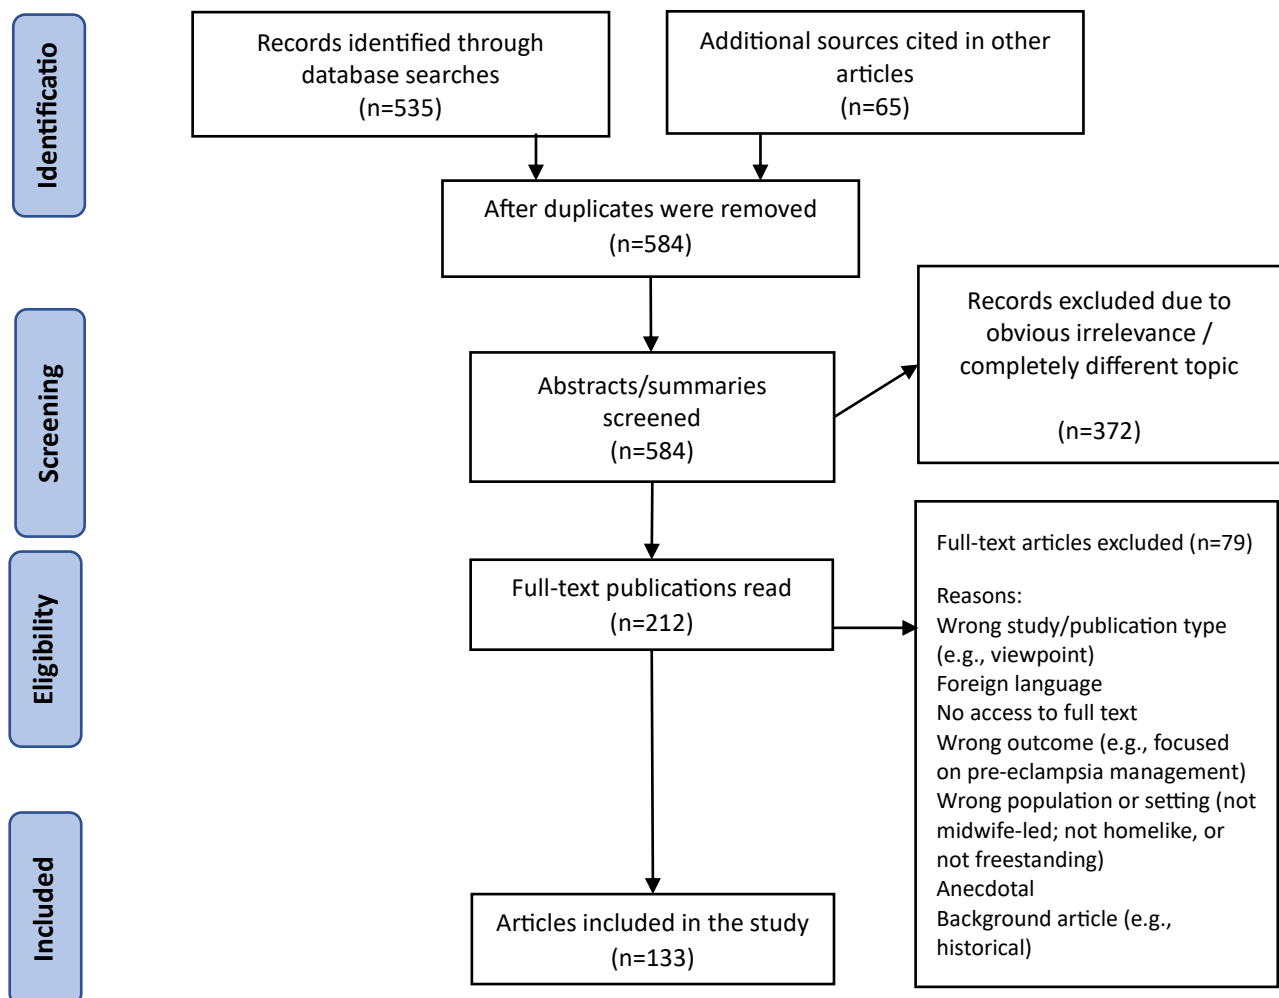 Identificatio
Records identified through
database searches
(n=535)
Additional sources cited in other
articles
(n=65)
After duplicates were removed
(n=584)
Screening
Abstracts/summaries
screened
(n=584)
Records excluded due to
obvious irrelevance /
completely different topic
(n=372)
Eligibility
Full-text publications read
(n=212)
Full-text articles excluded (n=79)
Reasons:
Wrong study/publication type
(e.g., viewpoint)
Foreign language
No access to full text
Wrong outcome (e.g., focused
on pre-eclampsia management)
Wrong population or setting (not
midwife-led; not homelike, or
not freestanding)
Anecdotal
Background article (e.g.,
historical)
Included
Articles included in the study
(n=133)